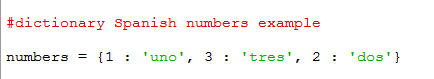 #dictionary Spanish numbers example
numbers = {1 : 'uno', 3 : 'tres', 2 : 'dos'}